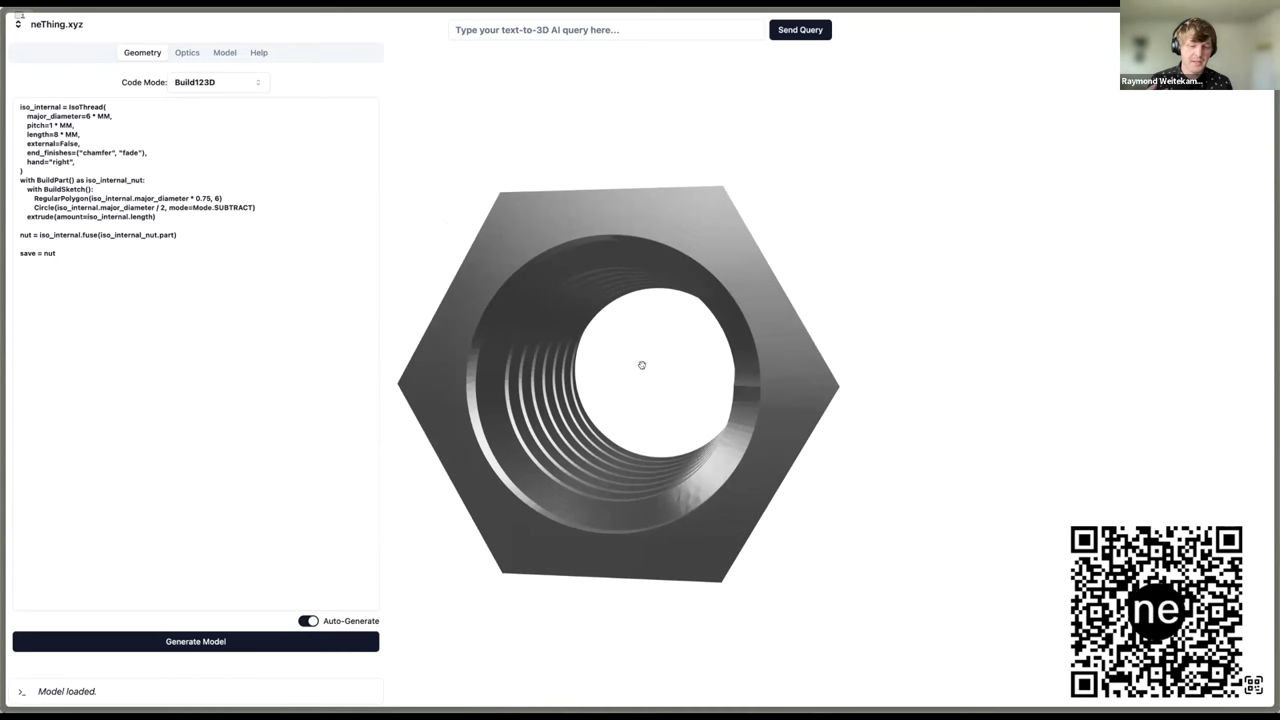 neThing.xyz
Type your text-to-3D AI query here...
Send Query
Geometry
Optics
Model
Help
Code Mode:
Build123D
iso_internal = IsoThread(
major_diameter=6 * MM,
pitch=1 * MM,
length=8 * MM,
external=False,
end_finishes=("chamfer", "fade"),
hand="right",
)
with BuildPart() as iso_internal_nut:
with BuildSketch():
RegularPolygon(iso_internal.major_diameter * 0.75, 6)
Circle(iso_internal.major_diameter / 2, mode=Mode.SUBTRACT)
extrude(amount=iso_internal.length)
nut = iso_internal.fuse(iso_internal_nut.part)
save = nut
Auto-Generate
Generate Model
>_ Model loaded.
Raymond Weitekam...
ne